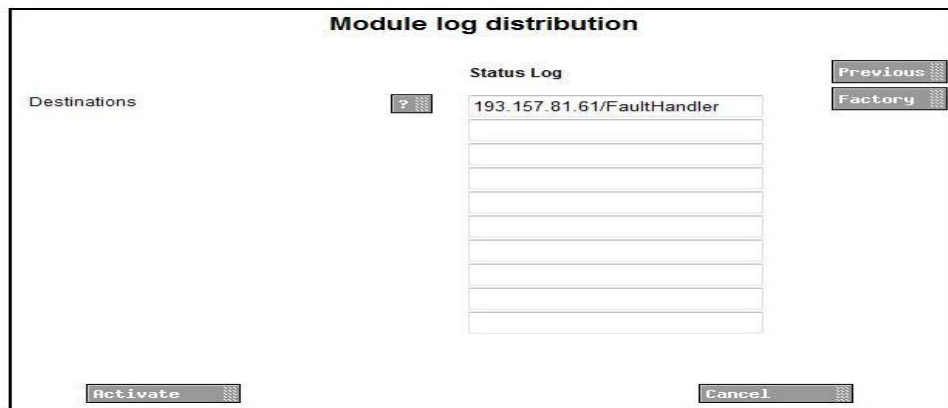 Module log distribution
Status Log
Previous
Destinations
?
193.157.81.61/FaultHandler
Factory
Activate
Cancel